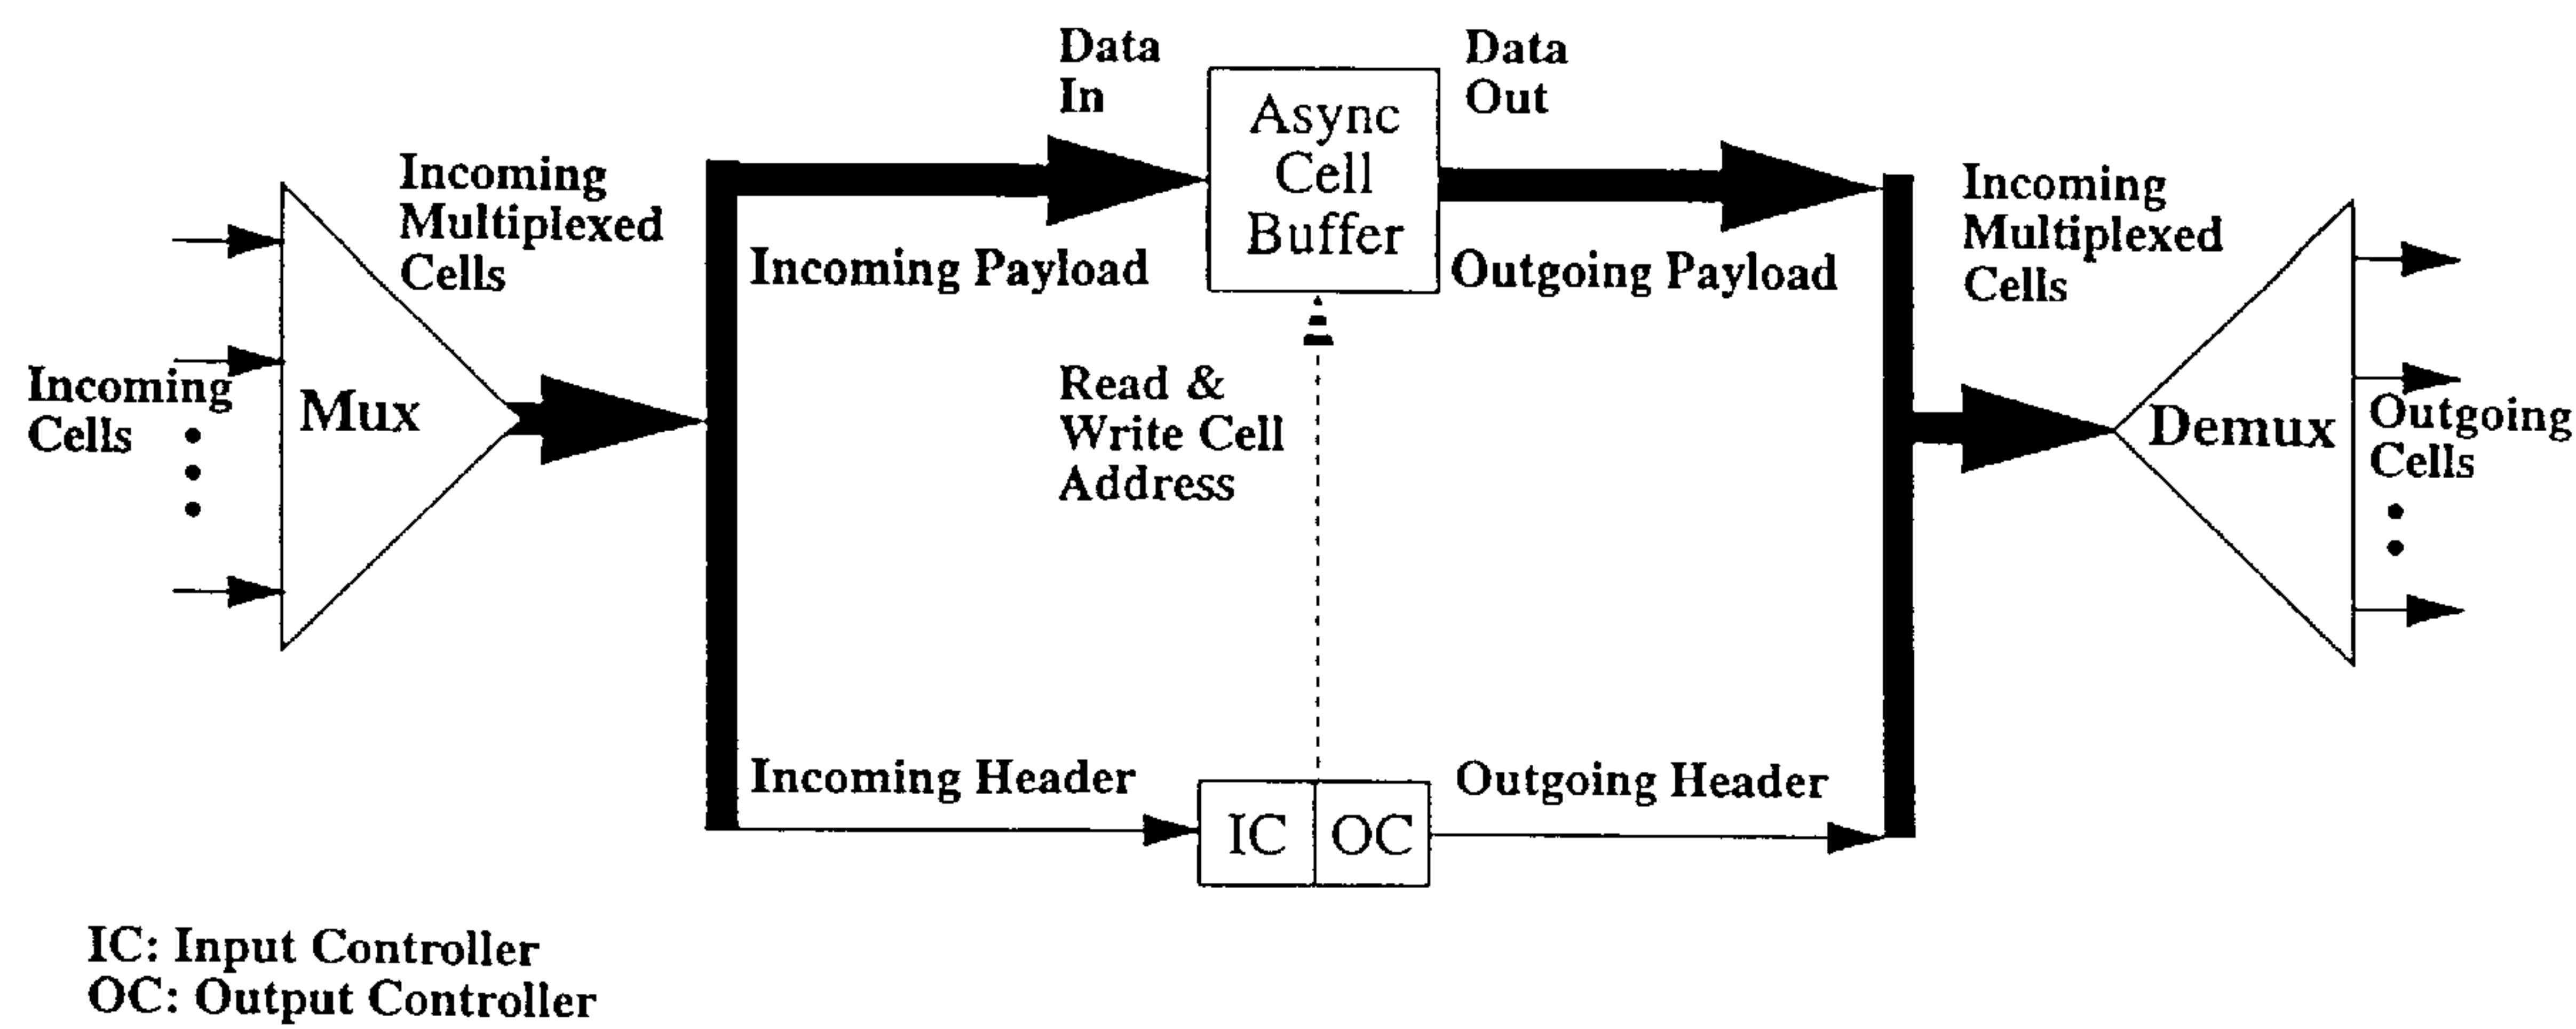 Data
In
Data
Out
Async
Cell
Buffer
Incoming
Multiplexed
Cells
Incoming
Multiplexed
Cells
Incoming Payload
Outgoing Payload
Incoming
Cells
Mux
Read &
Write Cell
Address
Demux
Outgoing
Cells
Incoming Header
Outgoing Header
IC
OC
IC: Input Controller
OC: Output Controller